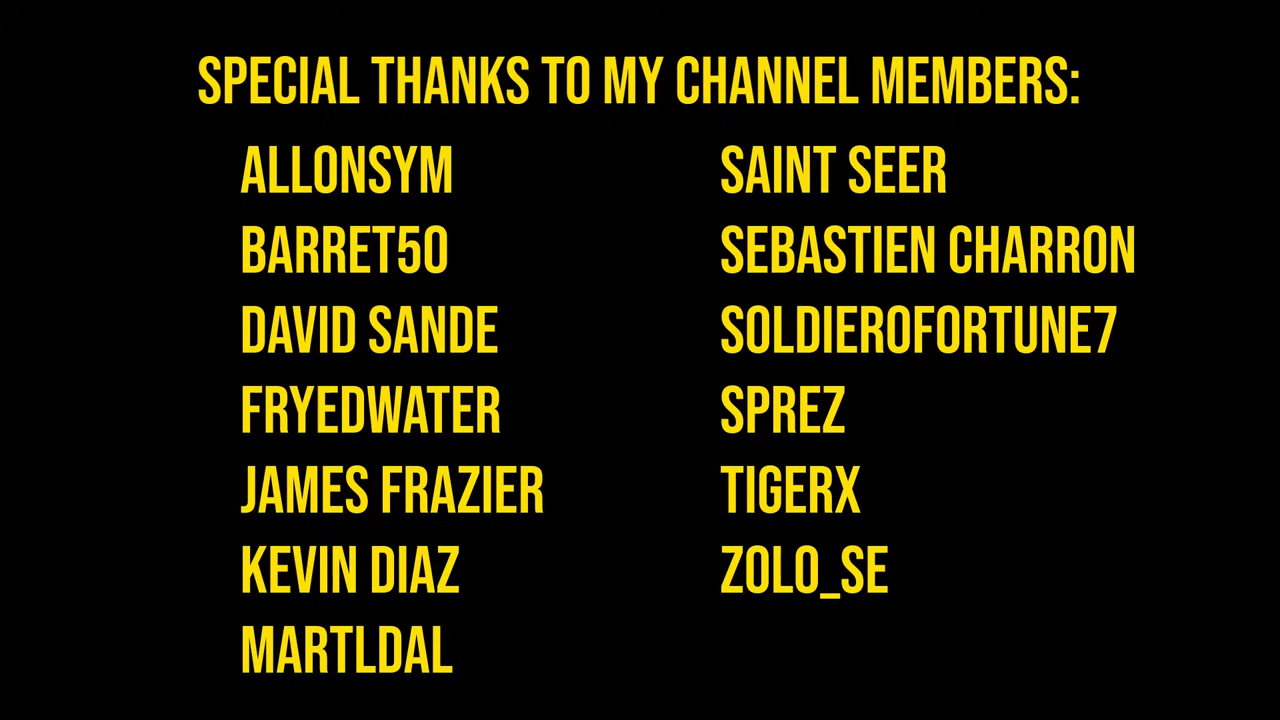 SPECIAL THANKS TO MY CHANNEL MEMBERS:
ALLONSYM
BARRET50
DAVID SANDE
FRYEDWATER
JAMES FRAZIER
KEVIN DIAZ
MARTLDAL
SAINT SEER
SEBASTIEN CHARRON
SOLDIEROFORTUNE7
SPREZ
TIGERX
ZOLO_SE